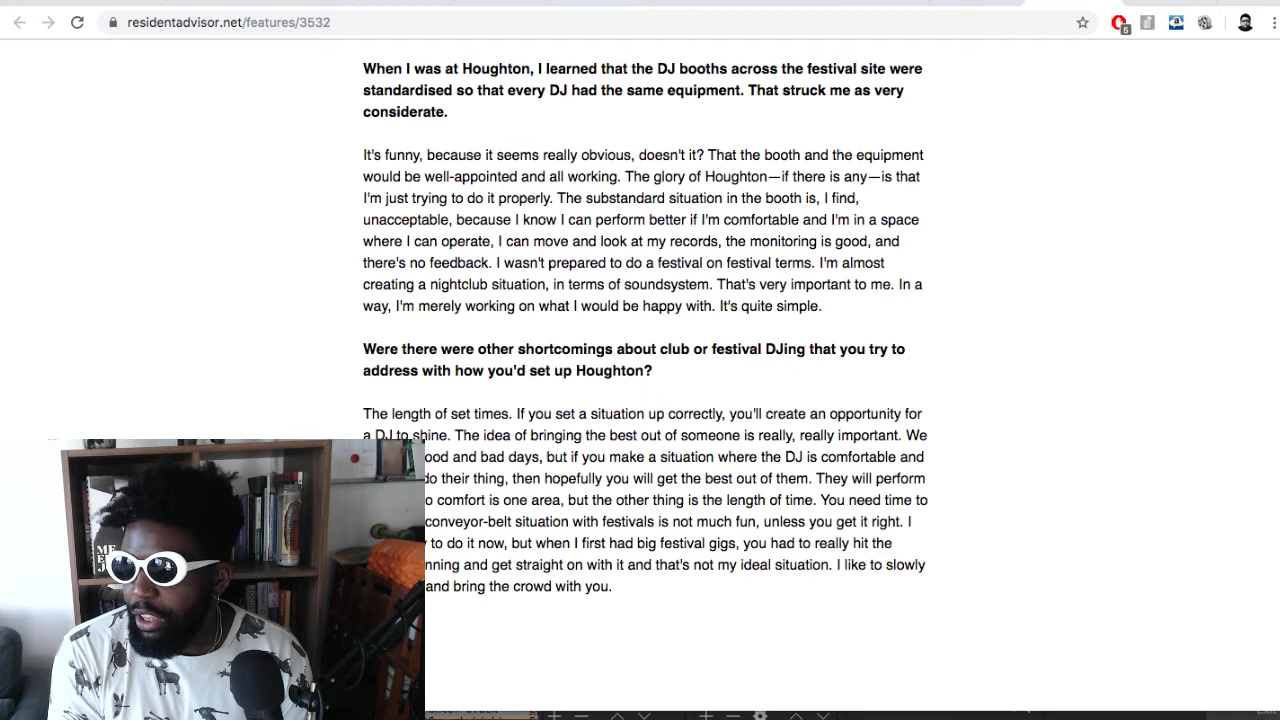 residentadvisor.net/features/3532
5
When I was at Houghton, I learned that the DJ booths across the festival site were
standardised so that every DJ had the same equipment. That struck me as very
considerate.
It's funny, because it seems really obvious, doesn't it? That the booth and the equipment
would be well-appointed and all working. The glory of Houghton—if there is any—is that
I'm just trying to do it properly. The substandard situation in the booth is, I find,
unacceptable, because I know I can perform better if I'm comfortable and I'm in a space
where I can operate, I can move and look at my records, the monitoring is good, and
there's no feedback. I wasn't prepared to do a festival on festival terms. I'm almost
creating a nightclub situation, in terms of soundsystem. That's very important to me. In a
way, I'm merely working on what I would be happy with. It's quite simple.
Were there were other shortcomings about club or festival DJing that you try to
address with how you'd set up Houghton?
The length of set times. If you set a situation up correctly, you'll create an opportunity for
a DJ to shine. The idea of bringing the best out of someone is really, really important. We
ood and bad days, but if you make a situation where the DJ is comfortable and
do their thing, then hopefully you will get the best out of them. They will perform
o comfort is one area, but the other thing is the length of time. You need time to
conveyor-belt situation with festivals is not much fun, unless you get it right. I
y to do it now, but when I first had big festival gigs, you had to really hit the
nning and get straight on with it and that's not my ideal situation. I like to slowly
and bring the crowd with you.